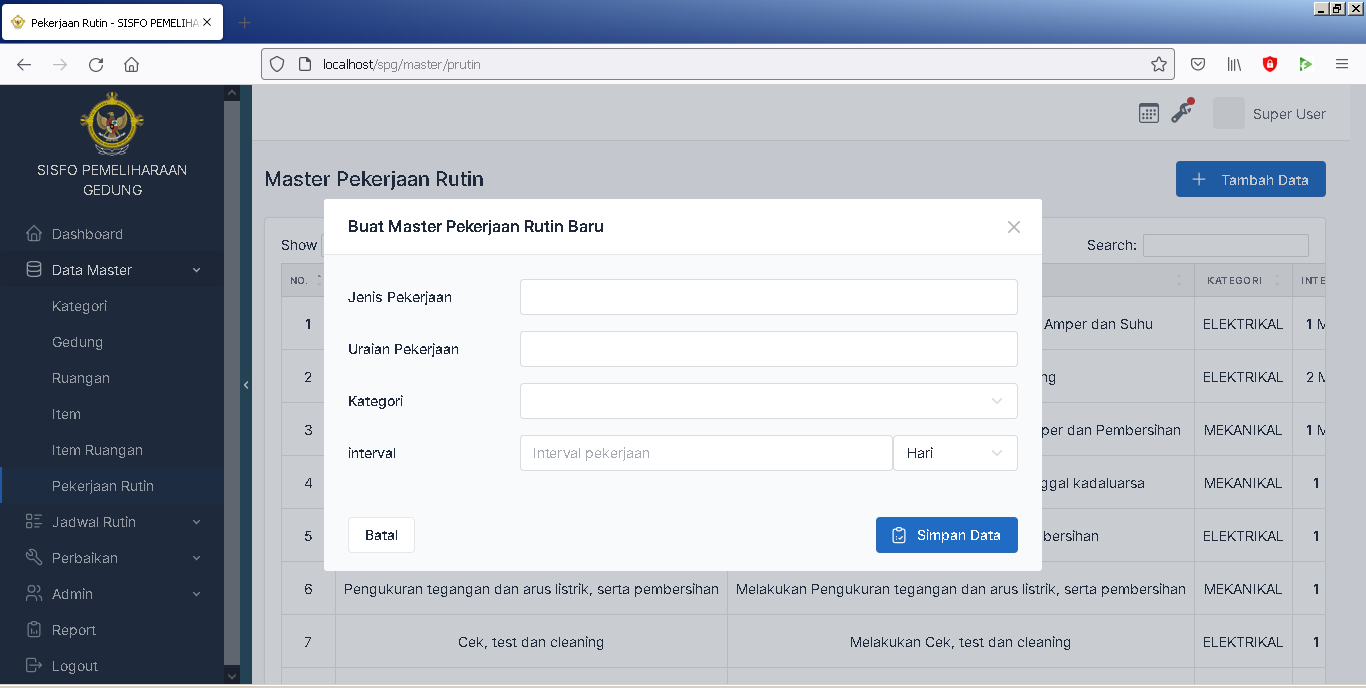 Pekerjaan Rutin - SISFO PEMELIHA
localhost/spg/master/prutin
SISFO PEMELIHARAAN
GEDUNG
Dashboard
Data Master
Kategori
Gedung
Ruangan
Item
Item Ruangan
Pekerjaan Rutin
Jadwal Rutin
Perbaikan
Admin
Report
Logout
Super User
Master Pekerjaan Rutin
Tambah Data
Show
Search:
NO. KATEGORI INTE
1 Amper dan Suhu ELEKTRIKAL 1 M
2 ng ELEKTRIKAL 2 M
3 per dan Pembersihan MEKANIKAL 1 M
4 ggal kadaluarsa MEKANIKAL 1
5 bersihan ELEKTRIKAL 1
6 Pengukuran tegangan dan arus listrik, serta pembersihan Melakukan Pengukuran tegangan dan arus listrik, serta pembersihan MEKANIKAL 1
7 Cek, test dan cleaning Melakukan Cek, test dan cleaning ELEKTRIKAL 1
Buat Master Pekerjaan Rutin Baru
Jenis Pekerjaan
Uraian Pekerjaan
Kategori
interval Interval pekerjaan Hari
Batal Simpan Data